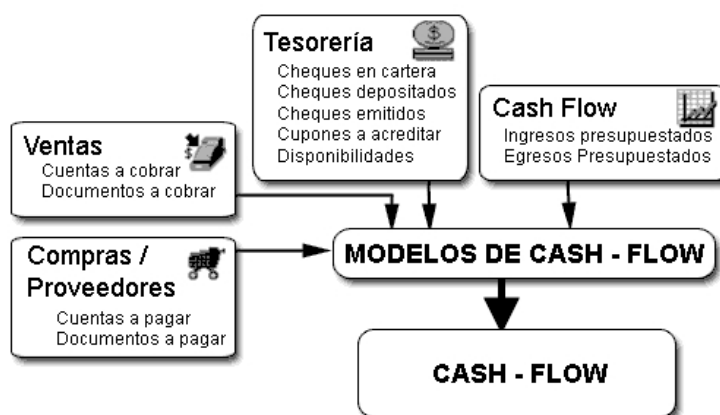 Tesorería
Cheques en cartera
Cheques depositados
Cheques emitidos
Cupones a acreditar
Disponibilidades
Cash Flow
Ingresos presupuestados
Egresos Presupuestados
Ventas
Cuentas a cobrar
Documentos a cobrar
Compras /
Proveedores
Cuentas a pagar
Documentos a pagar
MODELOS DE CASH - FLOW
CASH - FLOW